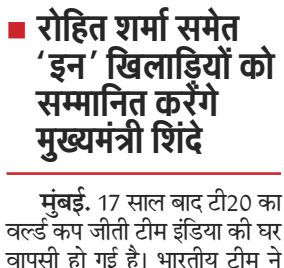 ■ रोहित शर्मा समेत
‘इन’ खिलाड़ियों को
सम्मानित करेंगे
मुख्यमंत्री शिंदे
मुंबई. 17 साल बाद टी20 का
वर्ल्ड कप जीती टीम इंडिया की घर
वापसी हो गई है। भारतीय टीम ने